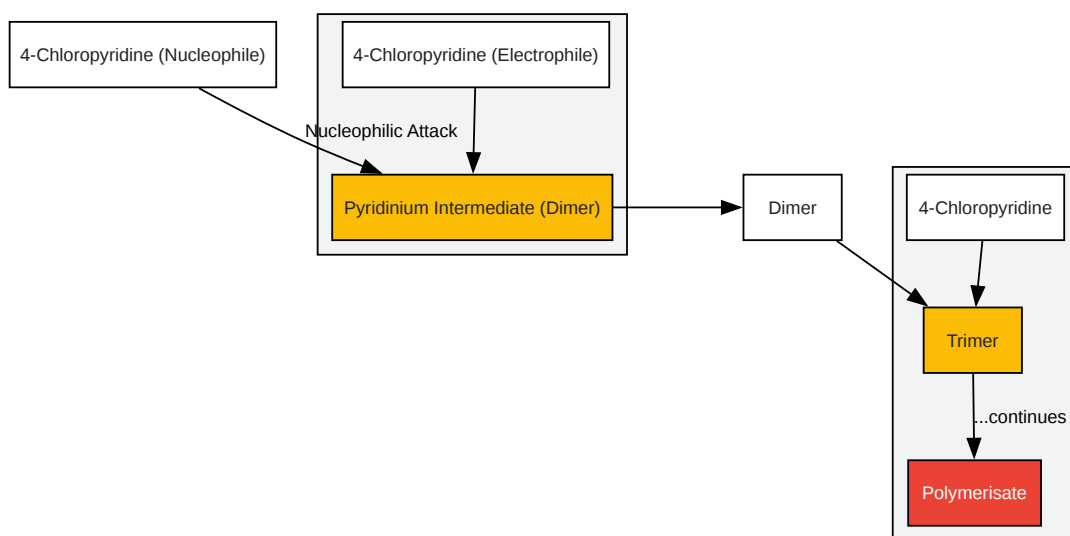 4-Chloropyridine (Nucleophile)
4-Chloropyridine (Electrophile)
Nucleophilic Attack
Pyridinium Intermediate (Dimer)
Dimer
4-Chloropyridine
Trimer
...continues
Polymerisate